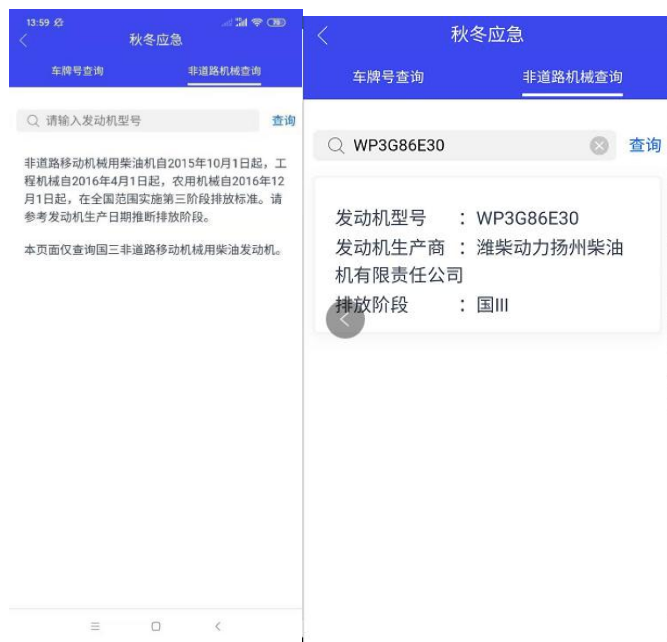 13:59
秋冬应急
车牌号查询
非道路机械查询
请输入发动机型号
查询
非道路移动机械用柴油机自2015年10月1日起，工
程机械自2016年4月1日起，农用机械自2016年12
月1日起，在全国范围实施第三阶段排放标准。请
参考发动机生产日期推断排放阶段。
本页面仅查询国三非道路移动机械用柴油发动机。
秋冬应急
车牌号查询
非道路机械查询
WP3G86E30
查询
发动机型号 ：WP3G86E30
发动机生产商 ：潍柴动力扬州柴油
机有限责任公司
排放阶段 ：国III